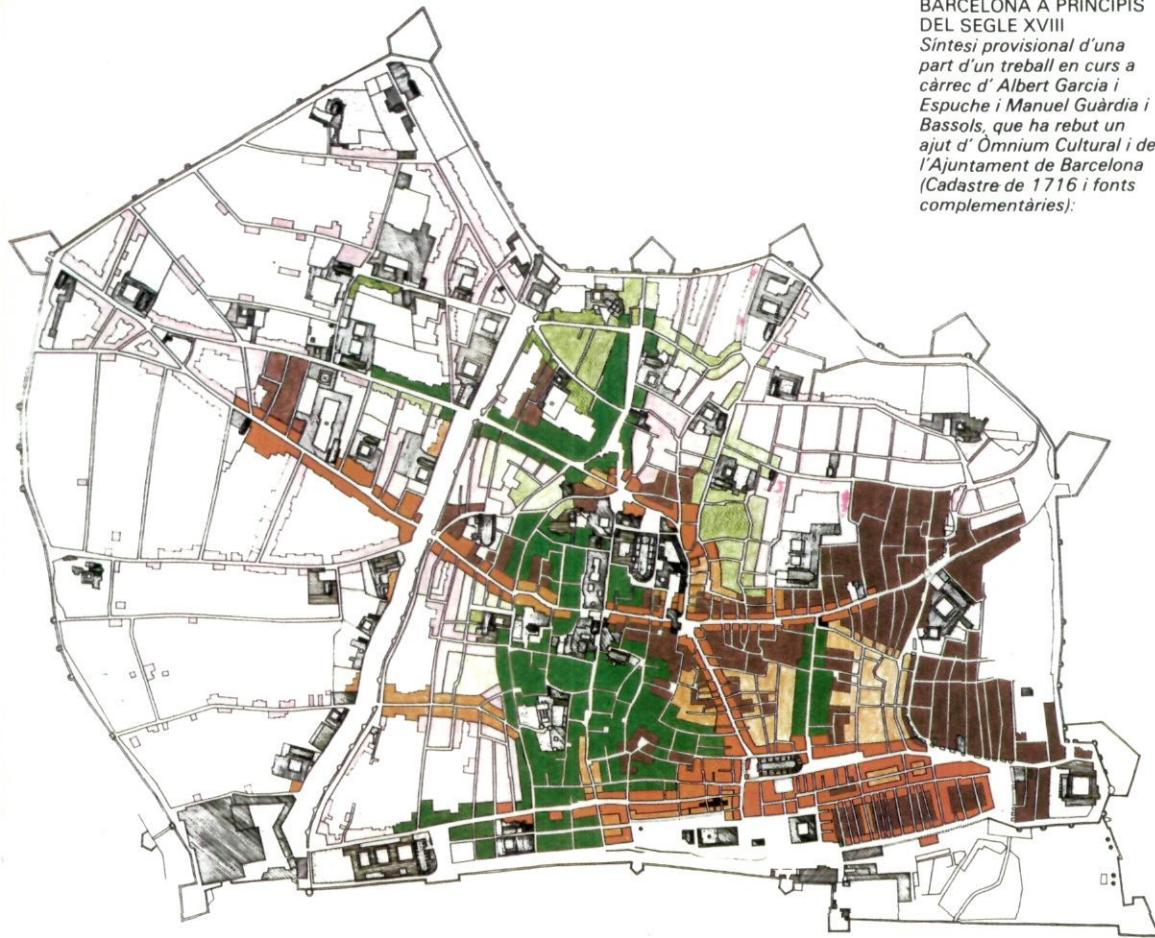 BARCELONA A PRINCIPIS
DEL SEGLE XVIII
Síntesi provisional d'una
part d'un treball en curs a
càrrec d' Albert Garcia i
Espuche i Manuel Guàrdia i
Bassols, que ha rebut un
ajut d' Òmnium Cultural i de
l'Ajuntament de Barcelona
(Cadastre de 1716 i fonts
complementàries):